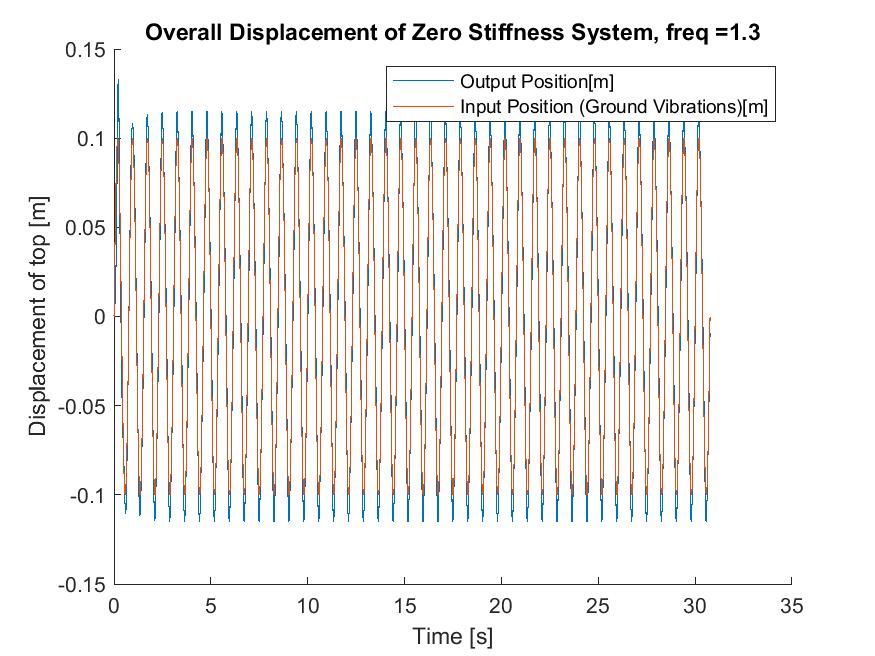 Overall Displacement of Zero Stiffness System, freq =1.3
Output Position[m]
Input Position (Ground Vibrations)[m]
Displacement of top [m]
0.15
0.1
0.05
0
-0.05
-0.1
-0.15
0 5 10 15 20 25 30 35
Time [s]